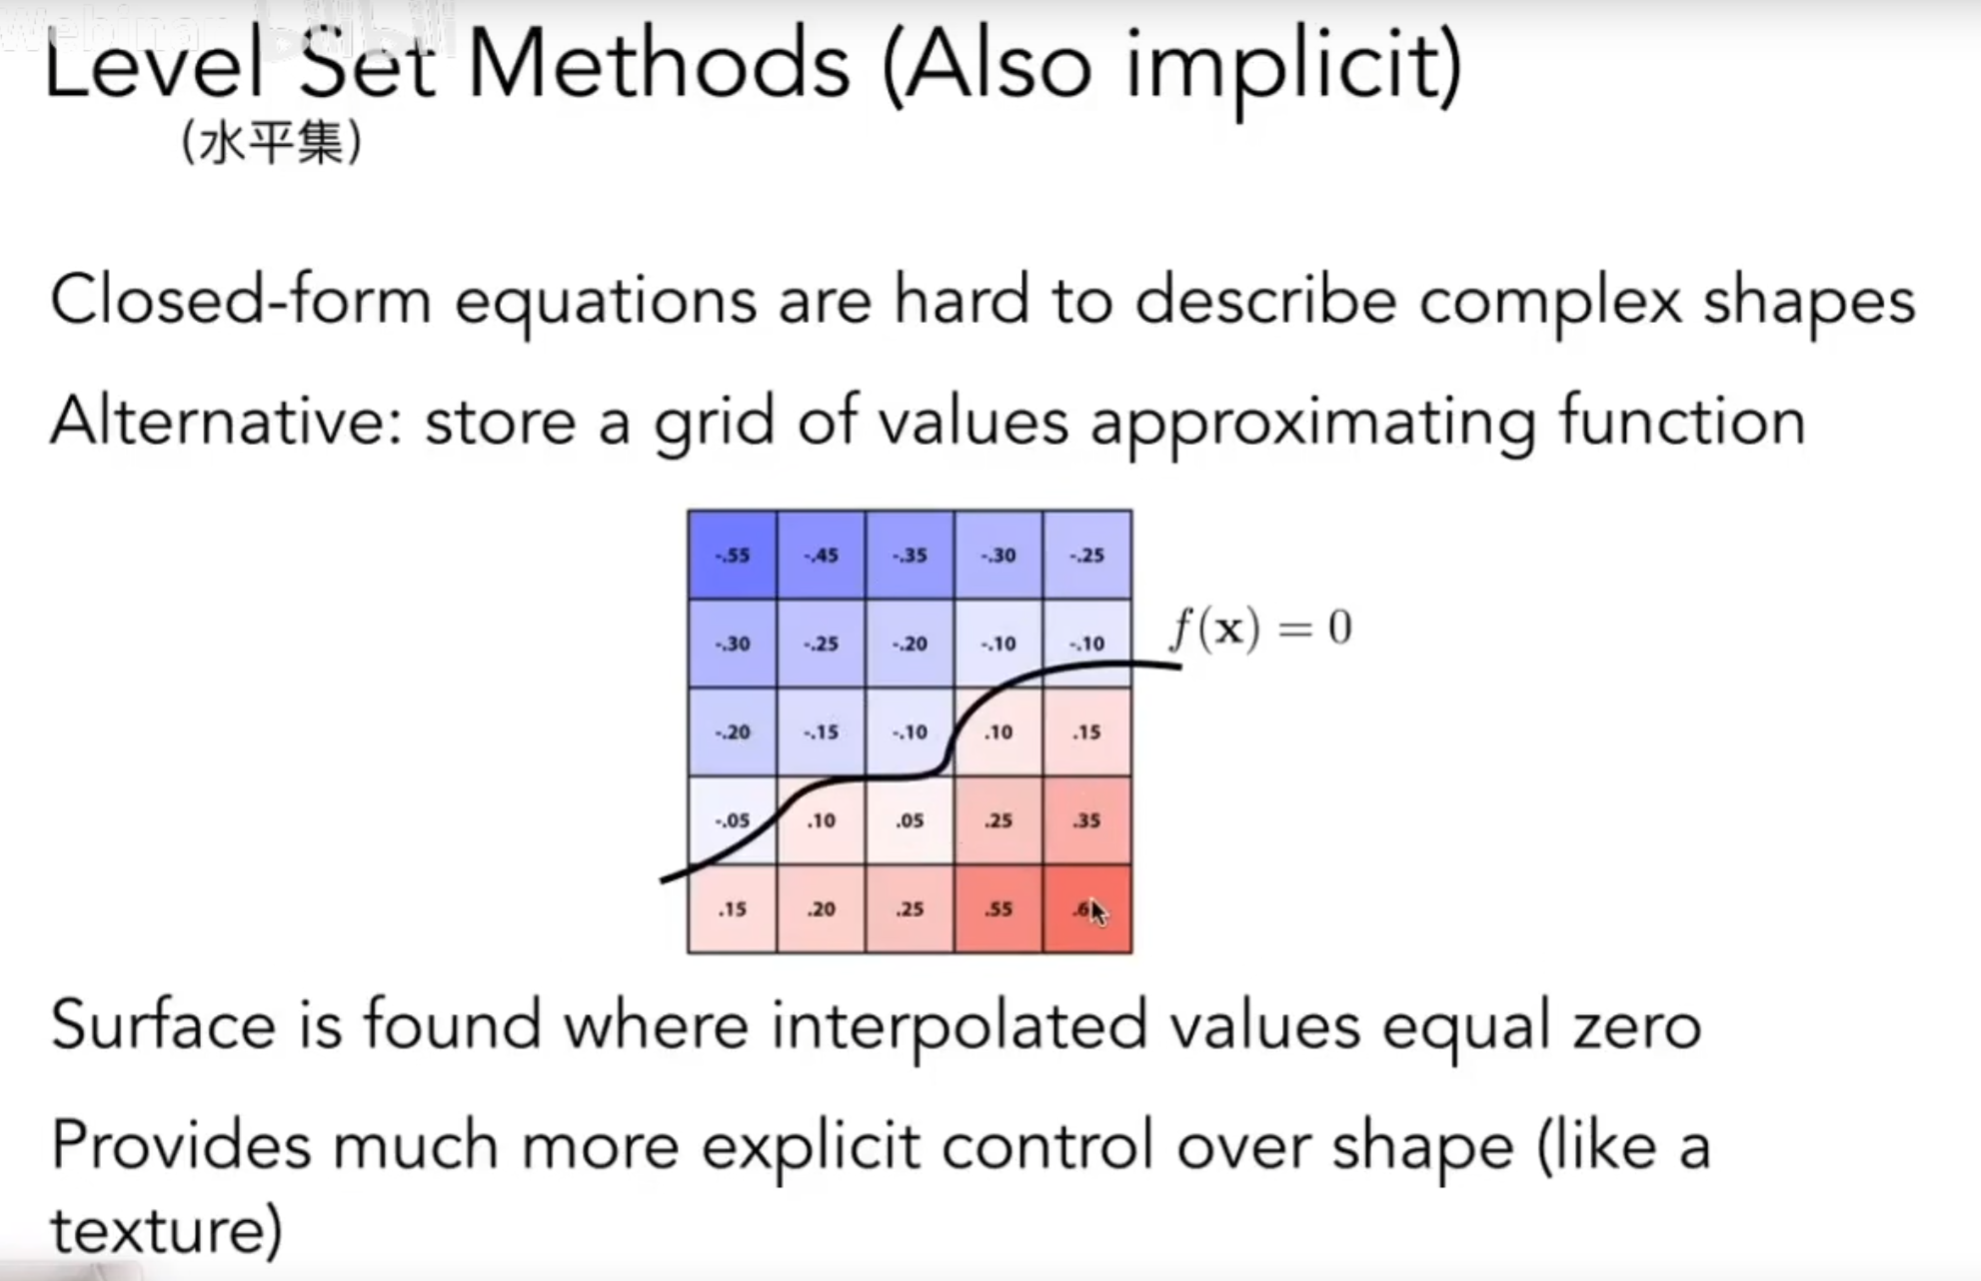 Webinar
Level Set Methods (Also implicit)
(水平集)
Closed-form equations are hard to describe complex shapes
Alternative: store a grid of values approximating function
-.55 -.45 -.35 -.30 -.25
-.30 -.25 -.20 -.10 -.10
f(x) = 0
-.20 -.15 -.10 .10 .15
-.05 .10 .05 .25 .35
.15 .20 .25 .55
Surface is found where interpolated values equal zero
Provides much more explicit control over shape (like a
texture)